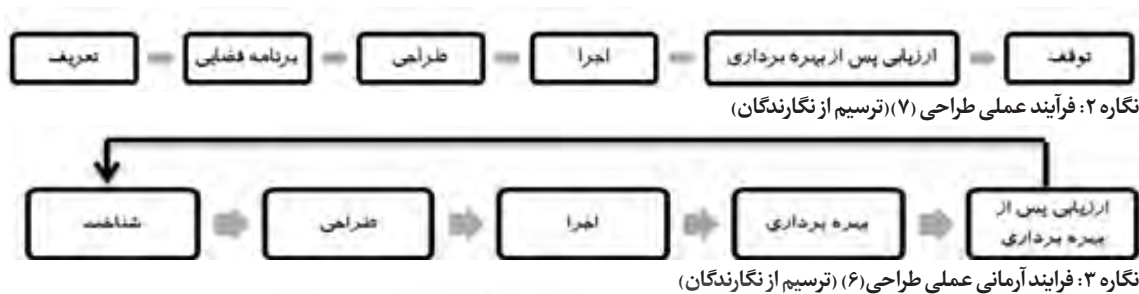 تعریف برنامه فضایی طراحی اجرا ارزیابی پس از بهره برداری توقف
نگاره ۲: فرآیند عملی طراحی (۷)(ترسیم از نگارندگان)
شناخت طراحی اجرا بهره برداری ارزیابی پس از
بهره برداری
نگاره ۳: فرایند آرمانی عملی طراحی(۶) (ترسیم از نگارندگان)